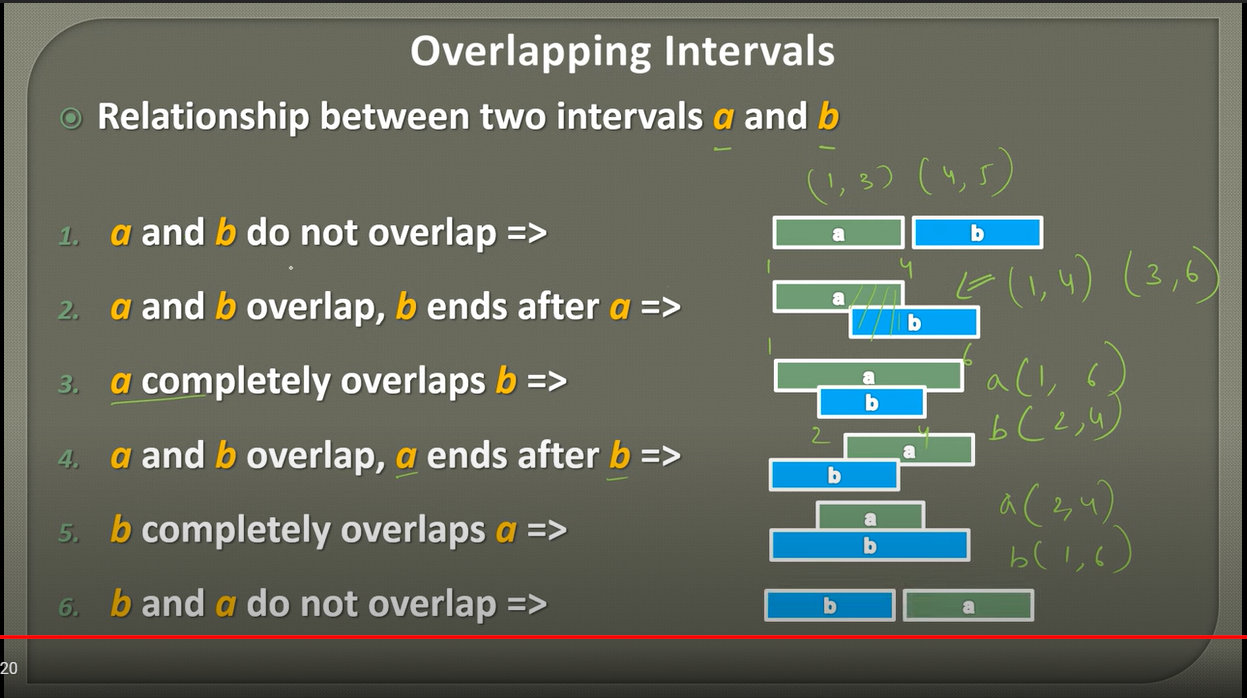 Overlapping Intervals
Relationship between two intervals a and b
(1, 3) (4, 5)
1. a and b do not overlap =>
a b
1 4 (1, 4) (3, 6)
2. a and b overlap, b ends after a =>
a
b
1 6
3. a completely overlaps b =>
a
b
a(1, 6)
b(2, 4)
2 4
4. a and b overlap, a ends after b =>
a
b
5. b completely overlaps a =>
a
b
a(2, 4)
b(1, 6)
6. b and a do not overlap =>
b a
20